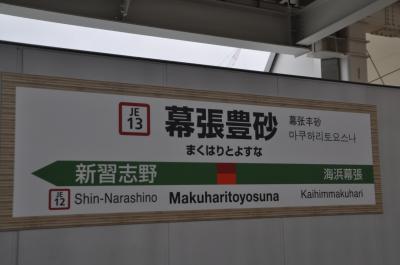 JE
13
幕張豊砂
まくはりとよすな
幕张丰砂
마쿠하리토요스나
新習志野
海浜幕張
JE
12
Shin-Narashino
Makuharitoyosuna
Kaihimmakuhari